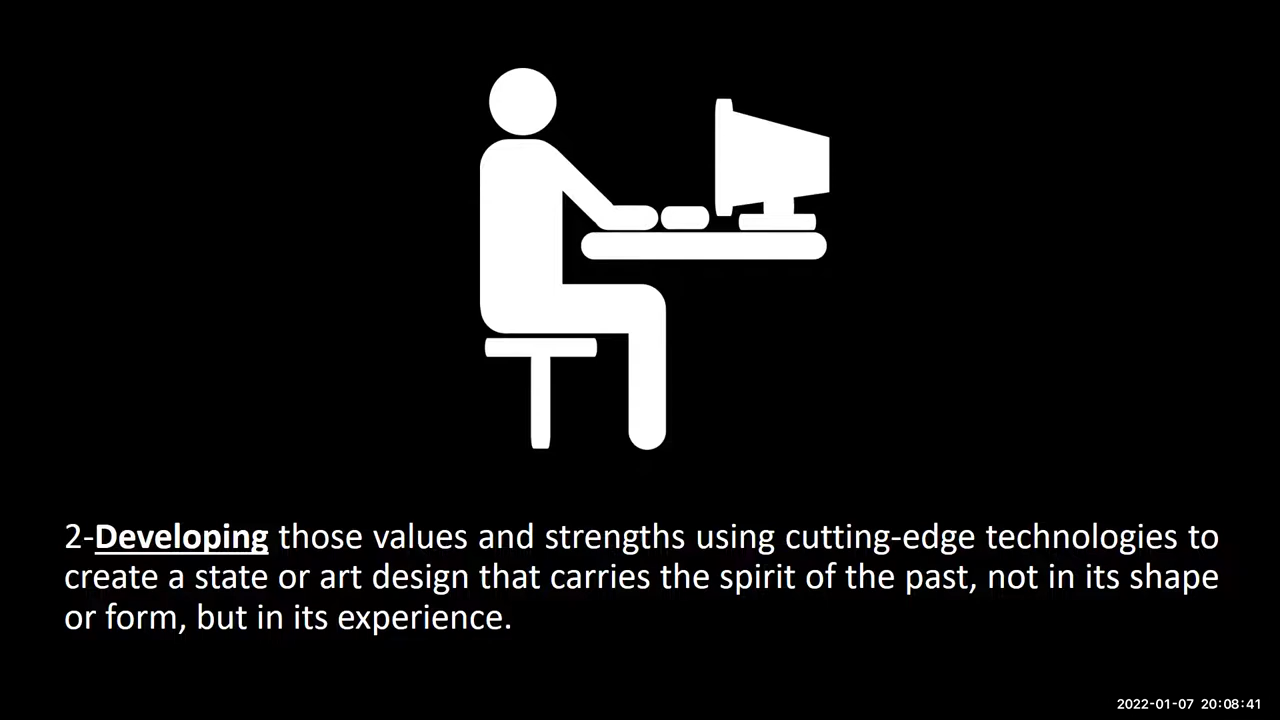 2-Developing those values and strengths using cutting-edge technologies to
create a state or art design that carries the spirit of the past, not in its shape
or form, but in its experience.
2022-01-07 20:08:41